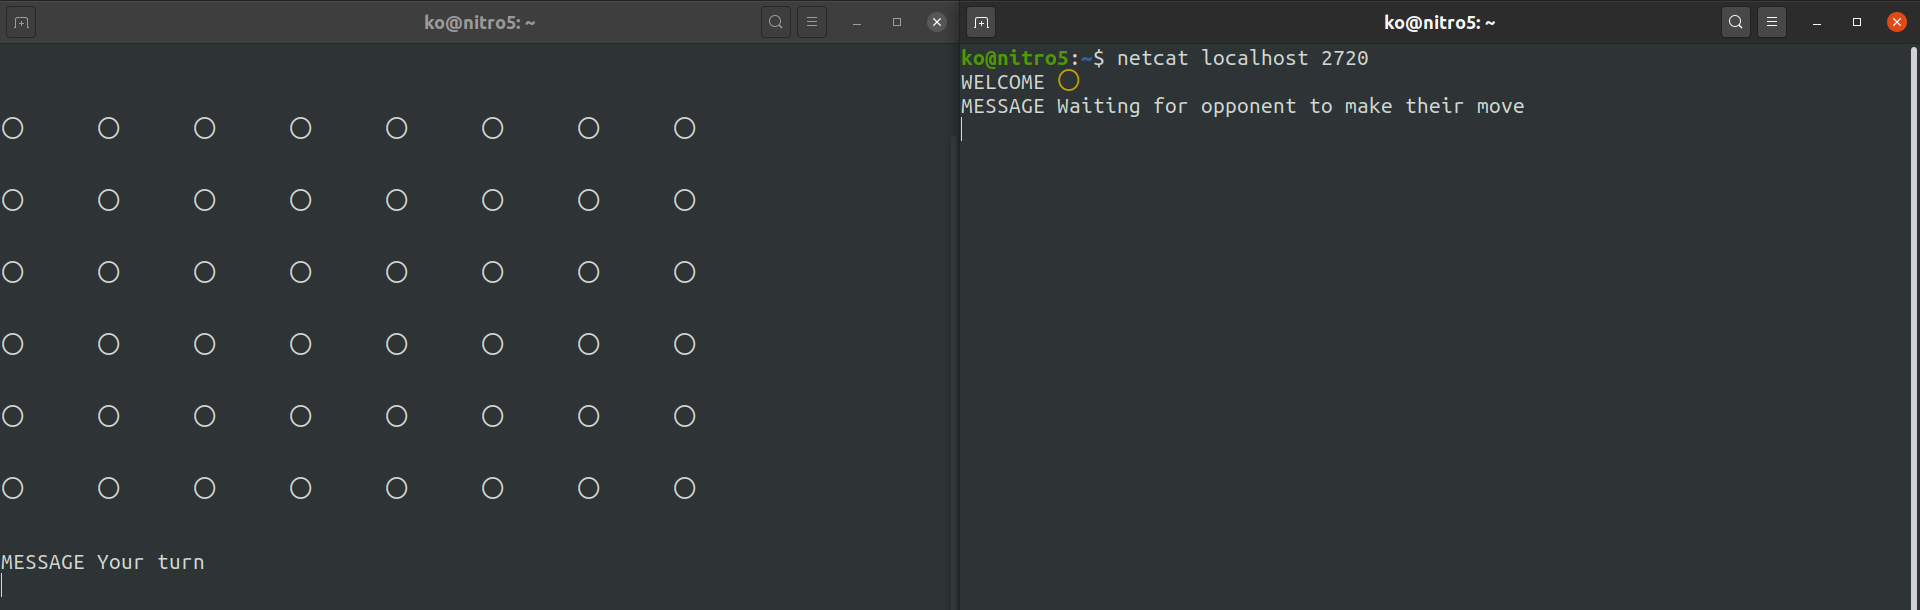 ko@nitro5: ~
◯ ◯ ◯ ◯ ◯ ◯ ◯ ◯
◯ ◯ ◯ ◯ ◯ ◯ ◯ ◯
◯ ◯ ◯ ◯ ◯ ◯ ◯ ◯
◯ ◯ ◯ ◯ ◯ ◯ ◯ ◯
◯ ◯ ◯ ◯ ◯ ◯ ◯ ◯
◯ ◯ ◯ ◯ ◯ ◯ ◯ ◯
MESSAGE Your turn
ko@nitro5: ~
ko@nitro5:~$ netcat localhost 2720
WELCOME ◯
MESSAGE Waiting for opponent to make their move